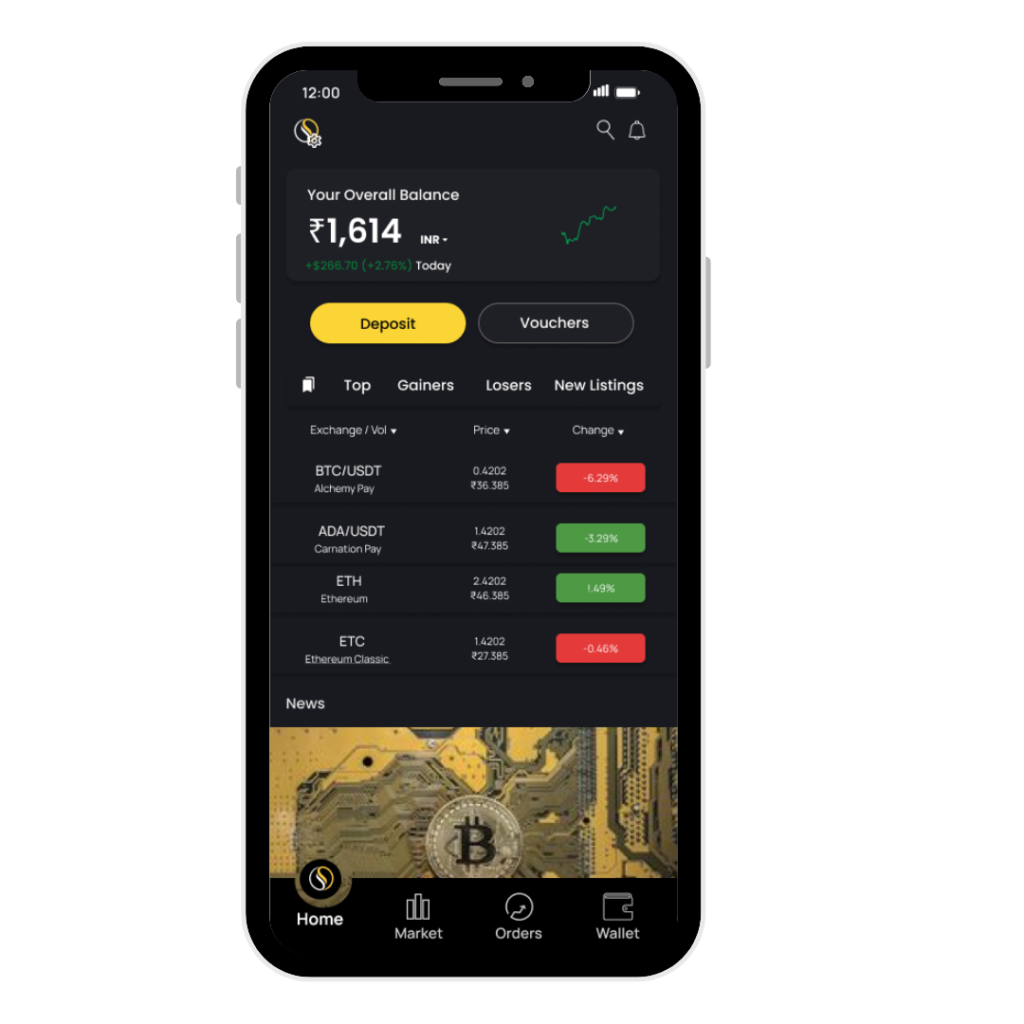 12:00
Your Overall Balance
₹1,614 INR
+$266.70 (+2.76%) Today
Deposit Vouchers
Top Gainers Losers New Listings
Exchange / Vol Price Change
BTC/USDT 0.4202 -6.29%
Alchemy Pay ₹36.385
ADA/USDT 1.4202 -3.29%
Carnation Pay ₹47.385
ETH 2.4202
Ethereum ₹46.385
ETC 1.4202 -0.46%
Ethereum Classic ₹27.385
News
B
Home Market Orders Wallet